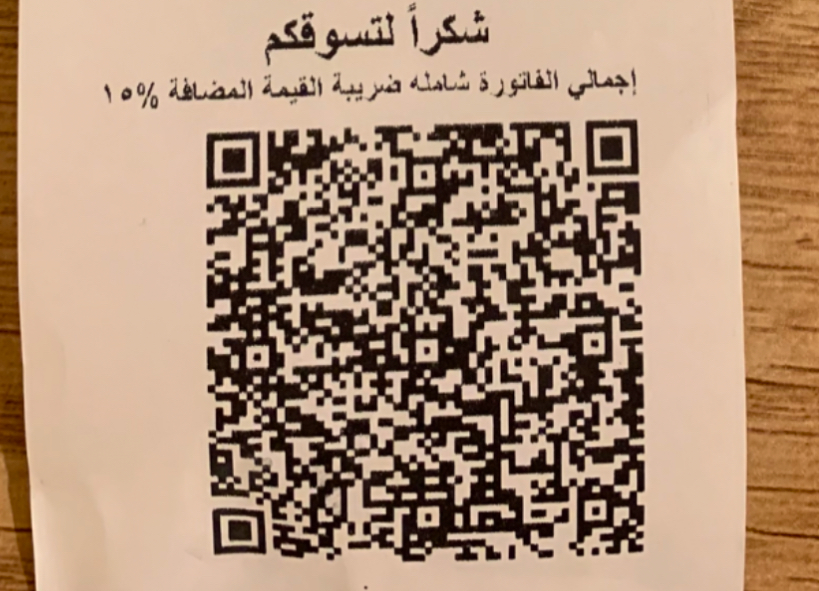 شكراً لتسوقكم
إجمالي الفاتورة شامله ضريبة القيمة المضافة %١٥